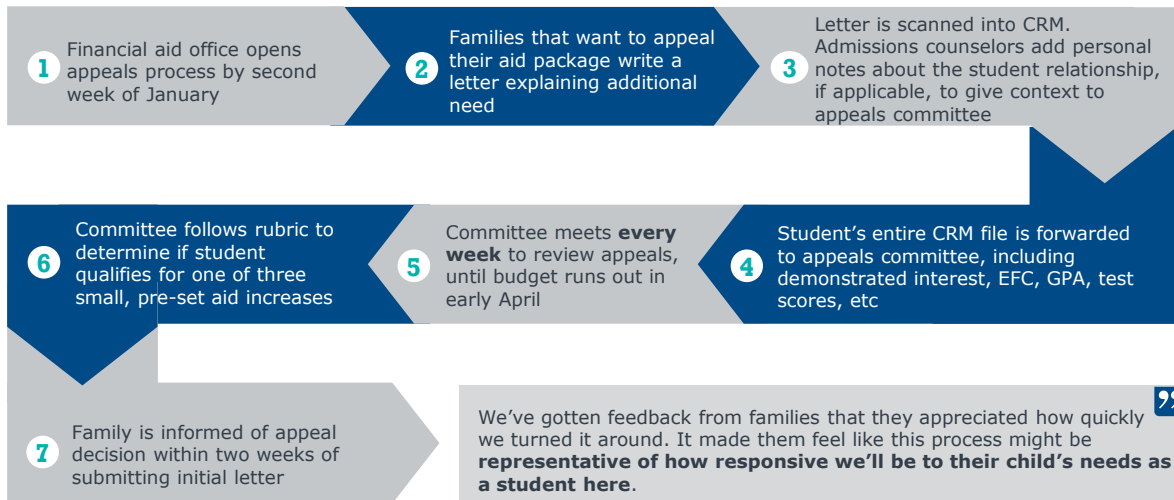 1
Financial aid office opens
appeals process by second
week of January
2
Families that want to appeal
their aid package write a
letter explaining additional
need
3
Letter is scanned into CRM.
Admissions counselors add personal
notes about the student relationship,
if applicable, to give context to
appeals committee
4
Student's entire CRM file is forwarded
to appeals committee, including
demonstrated interest, EFC, GPA, test
scores, etc
5
Committee meets every
week to review appeals,
until budget runs out in
early April
6
Committee follows rubric to
determine if student
qualifies for one of three
small, pre-set aid increases
7
Family is informed of appeal
decision within two weeks of
submitting initial letter
”
We've gotten feedback from families that they appreciated how quickly
we turned it around. It made them feel like this process might be
representative of how responsive we'll be to their child's needs as
a student here.